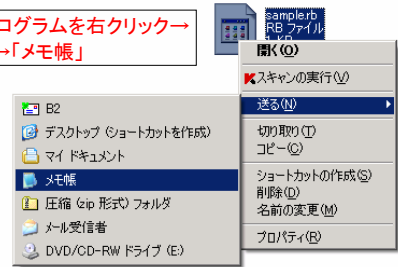 ログラムを右クリック→
→「メモ帳」
sample.rb
RB ファイル
1 KB
開く(O)
スキャンの実行(V)
送る(N)
切り取り(T)
コピー(C)
ショートカットの作成(S)
削除(D)
名前の変更(M)
プロパティ(R)
B2
デスクトップ (ショートカットを作成)
マイ ドキュメント
メモ帳
圧縮 (zip 形式) フォルダ
メール受信者
DVD/CD-RW ドライブ (E:)